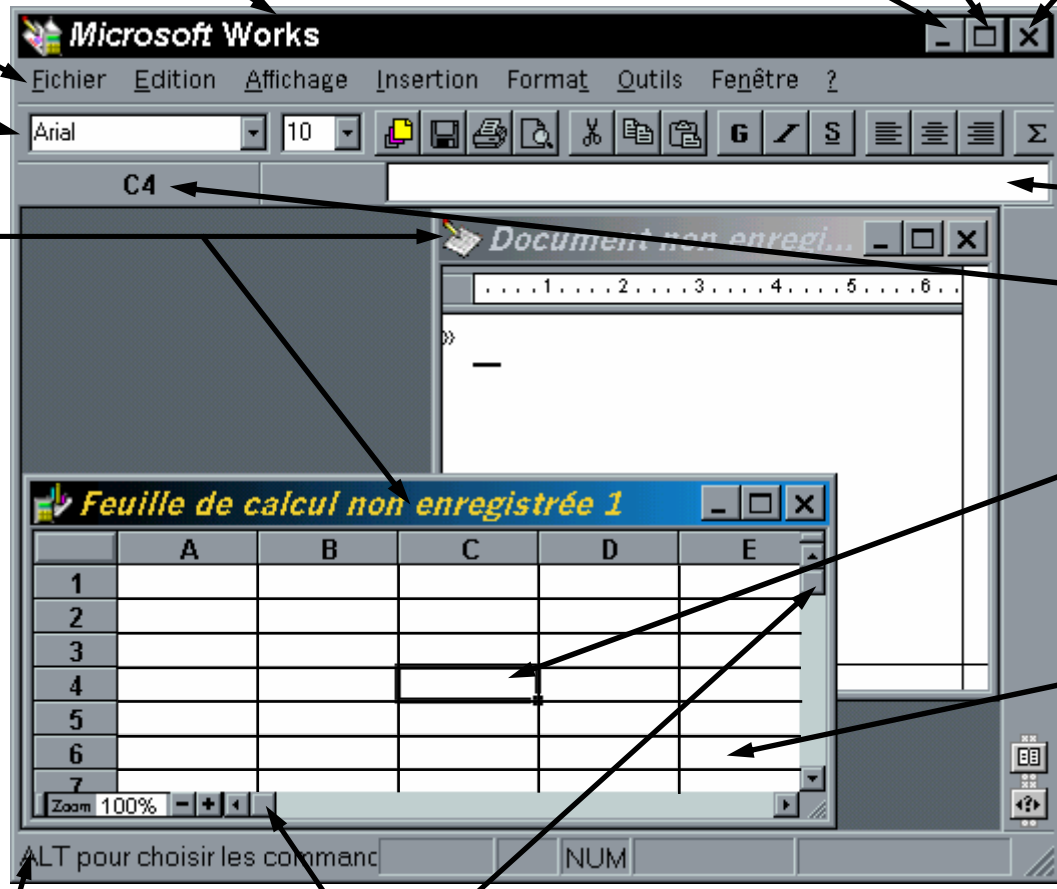 Microsoft Works
Fichier Edition Affichage Insertion Format Outils Fenêtre ?
Arial 10 G I S Σ
C4
Document non enregi...
....1....2....3....4....5....6..
»
Feuille de calcul non enregistrée 1
A B C D E
1
2
3
4
5
6
7
Zoom 100% - +
ALT pour choisir les commanc NUM